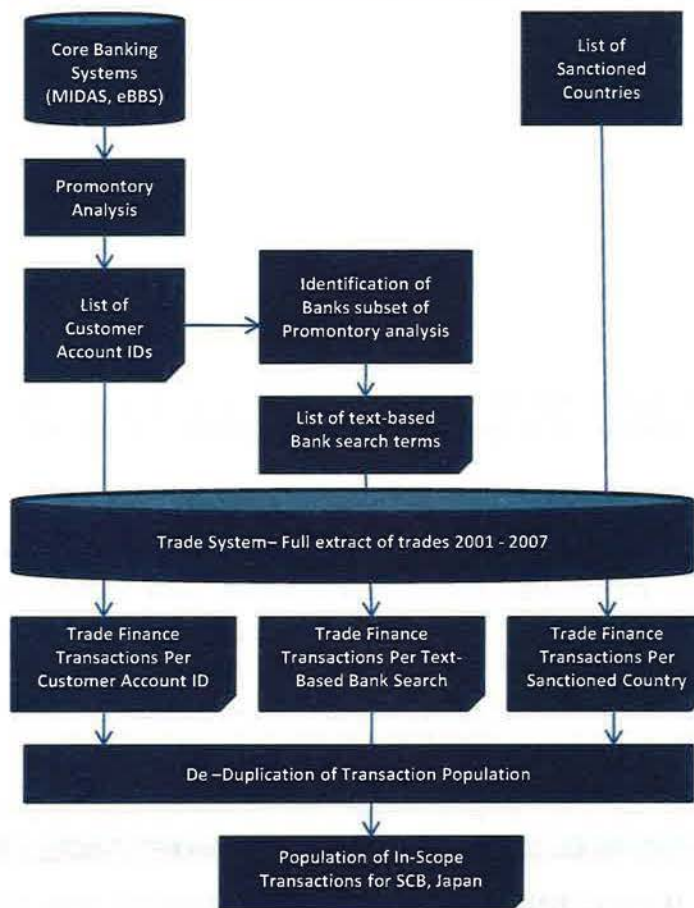 Core Banking
Systems
(MIDAS, eBBS)
List of
Sanctioned
Countries
Promontory
Analysis
List of
Customer
Account IDs
Identification of
Banks subset of
Promontory analysis
List of text-based
Bank search terms
Trade System– Full extract of trades 2001 - 2007
Trade Finance
Transactions Per
Customer Account ID
Trade Finance
Transactions Per Text-
Based Bank Search
Trade Finance
Transactions Per
Sanctioned Country
De –Duplication of Transaction Population
Population of In-Scope
Transactions for SCB, Japan